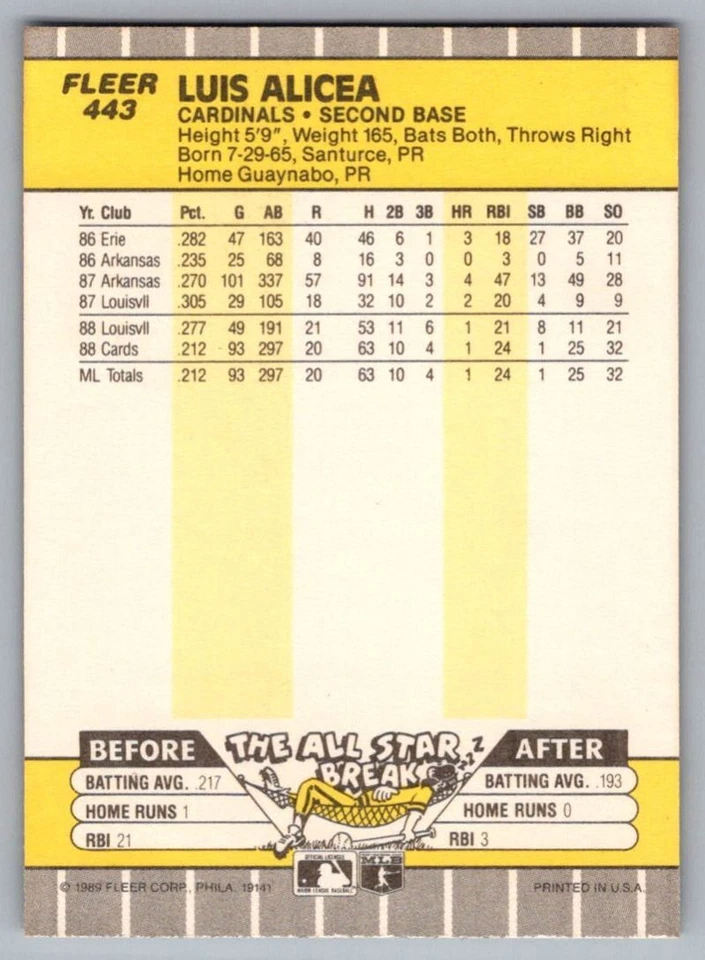 FLEER
443
LUIS ALICEA
CARDINALS • SECOND BASE
Height 5'9", Weight 165, Bats Both, Throws Right
Born 7-29-65, Santurce, PR
Home Guaynabo, PR
Yr. Club Pct. G AB R H 2B 3B HR RBI SB BB SO
86 Erie .282 47 163 40 46 6 1 3 18 27 37 20
86 Arkansas .235 25 68 8 16 3 0 0 3 0 5 11
87 Arkansas .270 101 337 57 91 14 3 4 47 13 49 28
87 Louisvll .305 29 105 18 32 10 2 2 20 4 9 9
88 Louisvll .277 49 191 21 53 11 6 1 21 8 11 21
88 Cards .212 93 297 20 63 10 4 1 24 1 25 32
ML Totals .212 93 297 20 63 10 4 1 24 1 25 32
THE ALL STAR
BREAK
ZZZ
BEFORE
BATTING AVG. .217
HOME RUNS 1
RBI 21
AFTER
BATTING AVG. .193
HOME RUNS 0
RBI 3
OFFICIAL LICENSEE
MAJOR LEAGUE BASEBALL
MLB
© 1989 FLEER CORP., PHILA. 19141
PRINTED IN U.S.A.